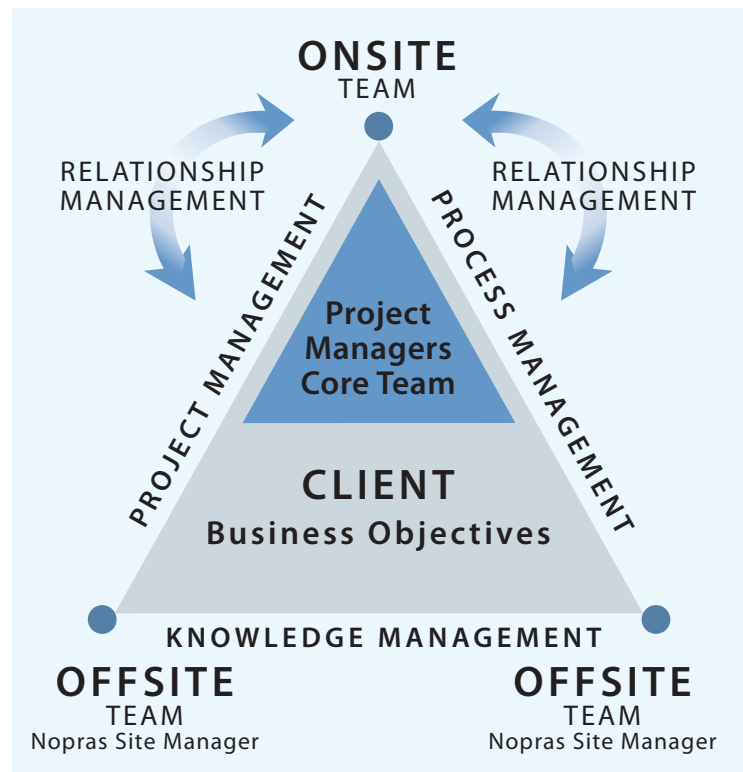 ONSITE
TEAM
RELATIONSHIP
MANAGEMENT
RELATIONSHIP
MANAGEMENT
PROJECT MANAGEMENT
PROCESS MANAGEMENT
Project
Managers
Core Team
CLIENT
Business Objectives
KNOWLEDGE MANAGEMENT
OFFSITE
TEAM
Nopras Site Manager
OFFSITE
TEAM
Nopras Site Manager